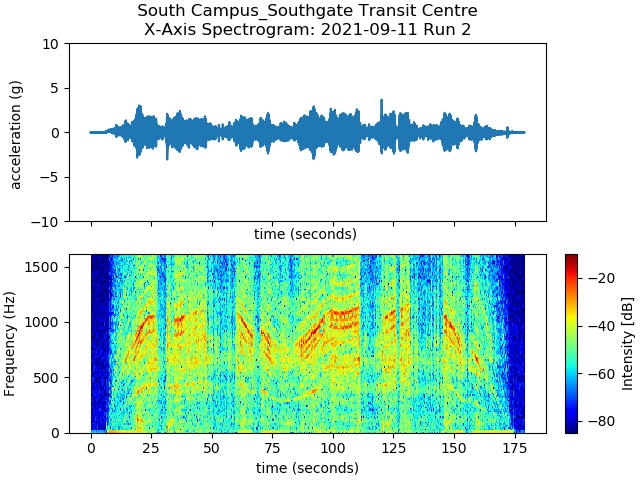 South Campus_Southgate Transit Centre
X-Axis Spectrogram: 2021-09-11 Run 2
10
5
0
−5
−10
acceleration (g)
time (seconds)
1500
1000
500
0
Frequency (Hz)
0 25 50 75 100 125 150 175
time (seconds)
−20
−40
−60
−80
Intensity [dB]